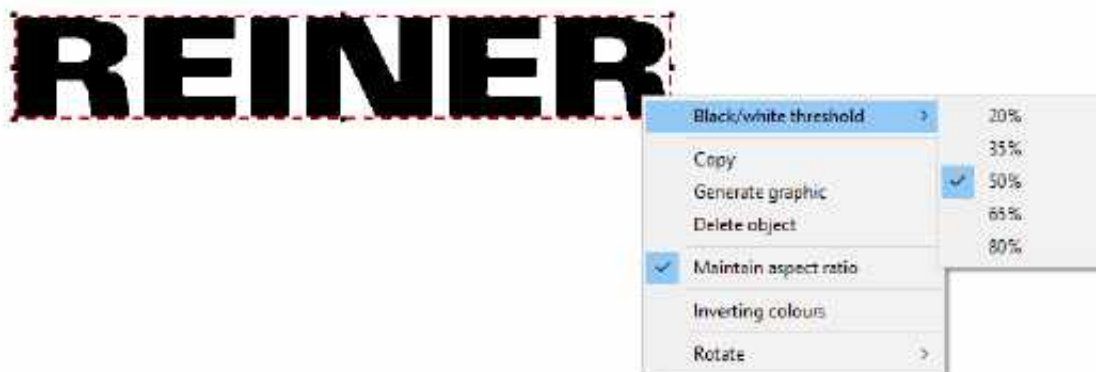 REINER
Black/white threshold
20%
35%
50%
65%
80%
Copy
Generate graphic
Delete object
Maintain aspect ratio
Inverting colours
Rotate